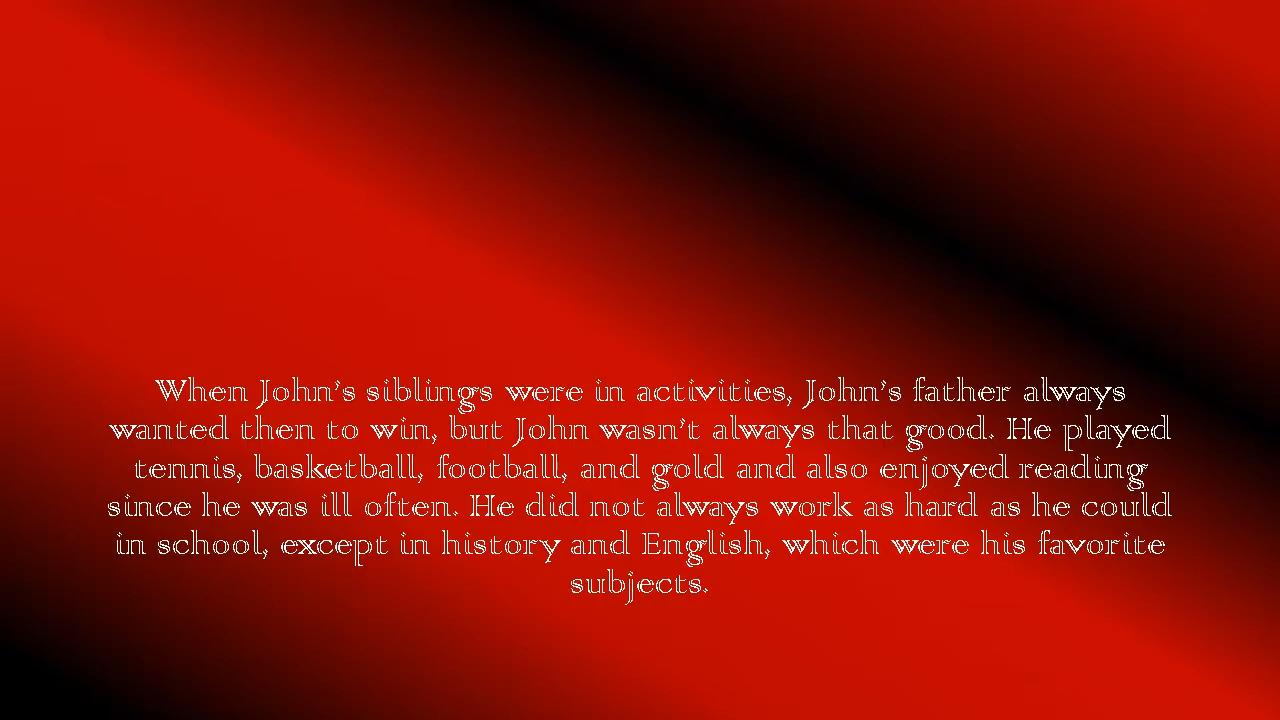 When John's siblings were in activities, John's father always
wanted then to win, but John wasn't always that good. He played
tennis, basketball, football, and gold and also enjoyed reading
since he was ill often. He did not always work as hard as he could
in school, except in history and English, which were his favorite
subjects.